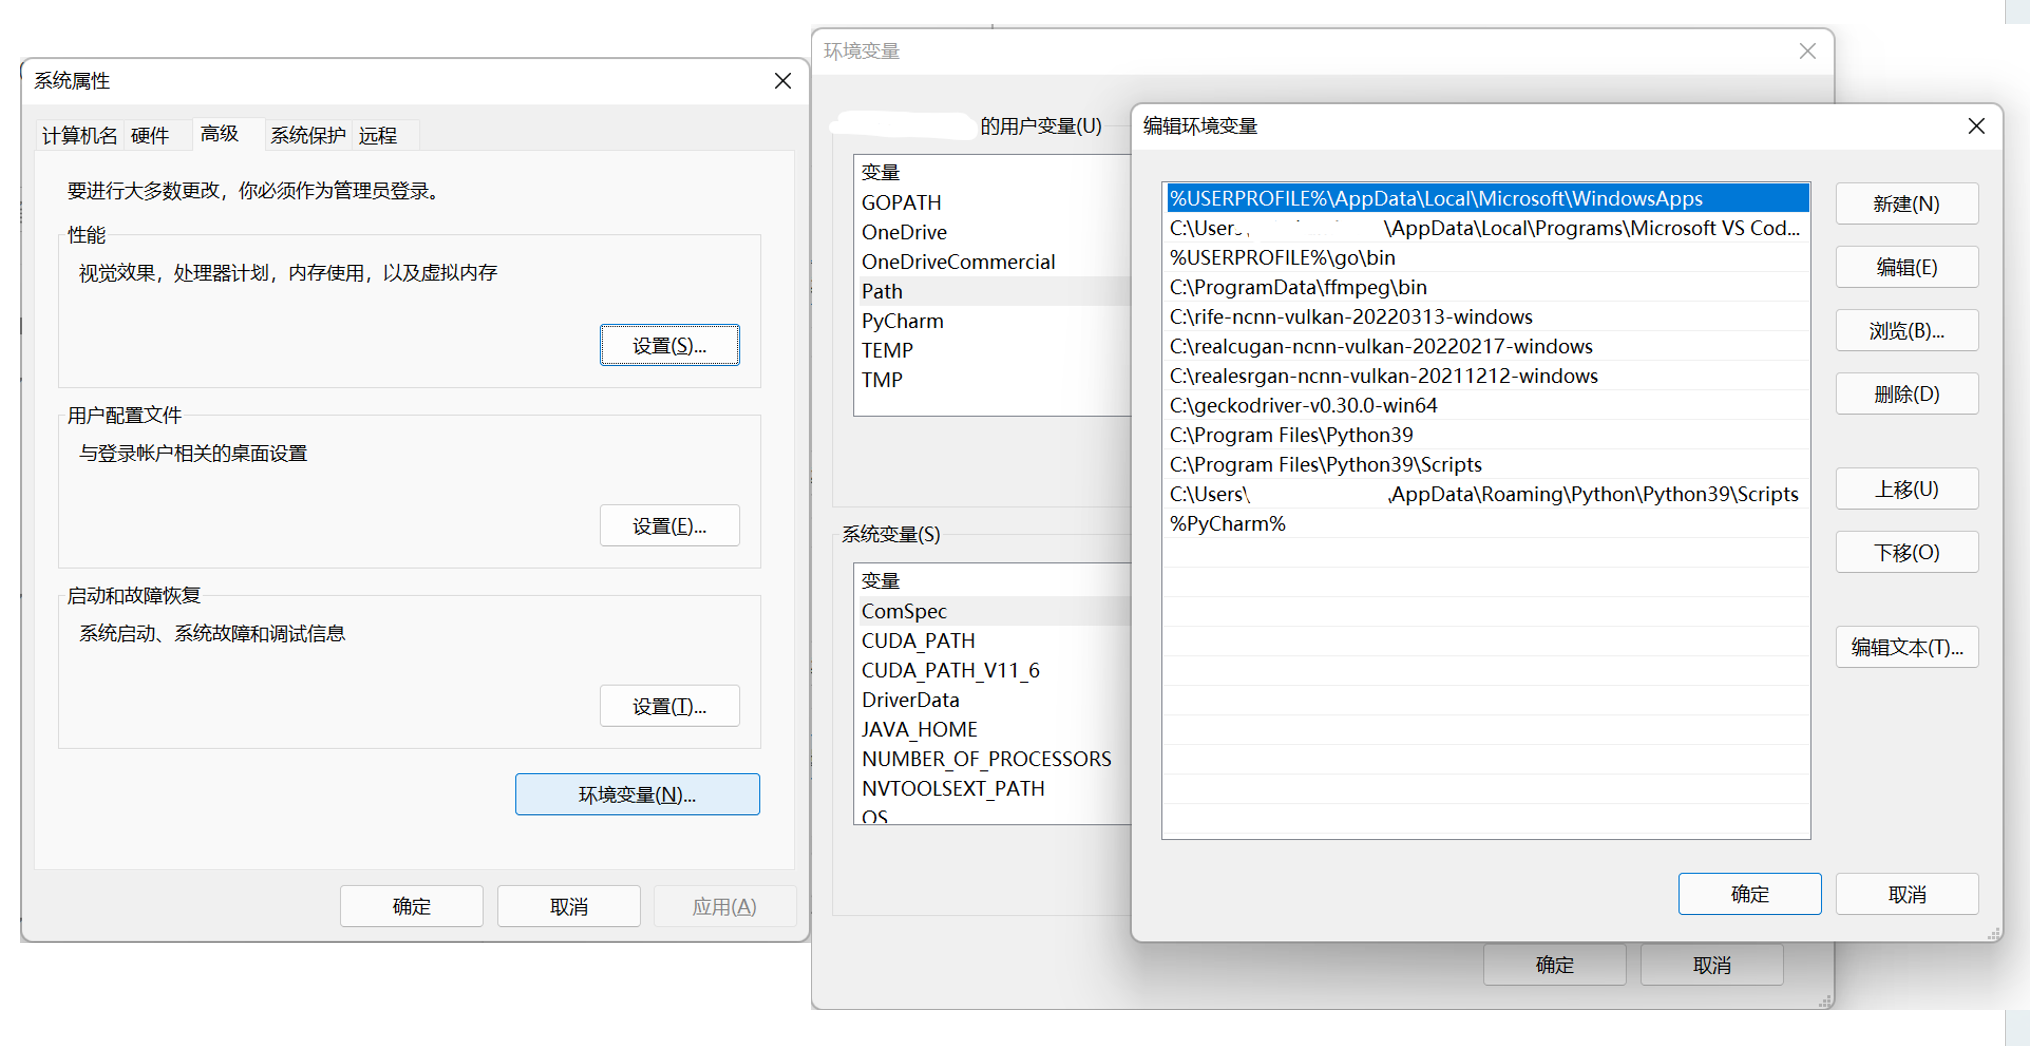 系统属性
计算机名
硬件
高级
系统保护
远程
要进行大多数更改，你必须作为管理员登录。
性能
视觉效果，处理器计划，内存使用，以及虚拟内存
设置(S)...
用户配置文件
与登录帐户相关的桌面设置
设置(E)...
启动和故障恢复
系统启动、系统故障和调试信息
设置(T)...
环境变量(N)...
确定
取消
应用(A)
环境变量
的用户变量(U)
变量
GOPATH
OneDrive
OneDriveCommercial
Path
PyCharm
TEMP
TMP
系统变量(S)
变量
ComSpec
CUDA_PATH
CUDA_PATH_V11_6
DriverData
JAVA_HOME
NUMBER_OF_PROCESSORS
NVTOOLSEXT_PATH
OS
确定
取消
编辑环境变量
%USERPROFILE%\AppData\Local\Microsoft\WindowsApps
C:\Users\ \AppData\Local\Programs\Microsoft VS Cod...
%USERPROFILE%\go\bin
C:\ProgramData\ffmpeg\bin
C:\rife-ncnn-vulkan-20220313-windows
C:\realcugan-ncnn-vulkan-20220217-windows
C:\realesrgan-ncnn-vulkan-20211212-windows
C:\geckodriver-v0.30.0-win64
C:\Program Files\Python39
C:\Program Files\Python39\Scripts
C:\Users\ \AppData\Roaming\Python\Python39\Scripts
%PyCharm%
新建(N)
编辑(E)
浏览(B)...
删除(D)
上移(U)
下移(O)
编辑文本(T)...
确定
取消